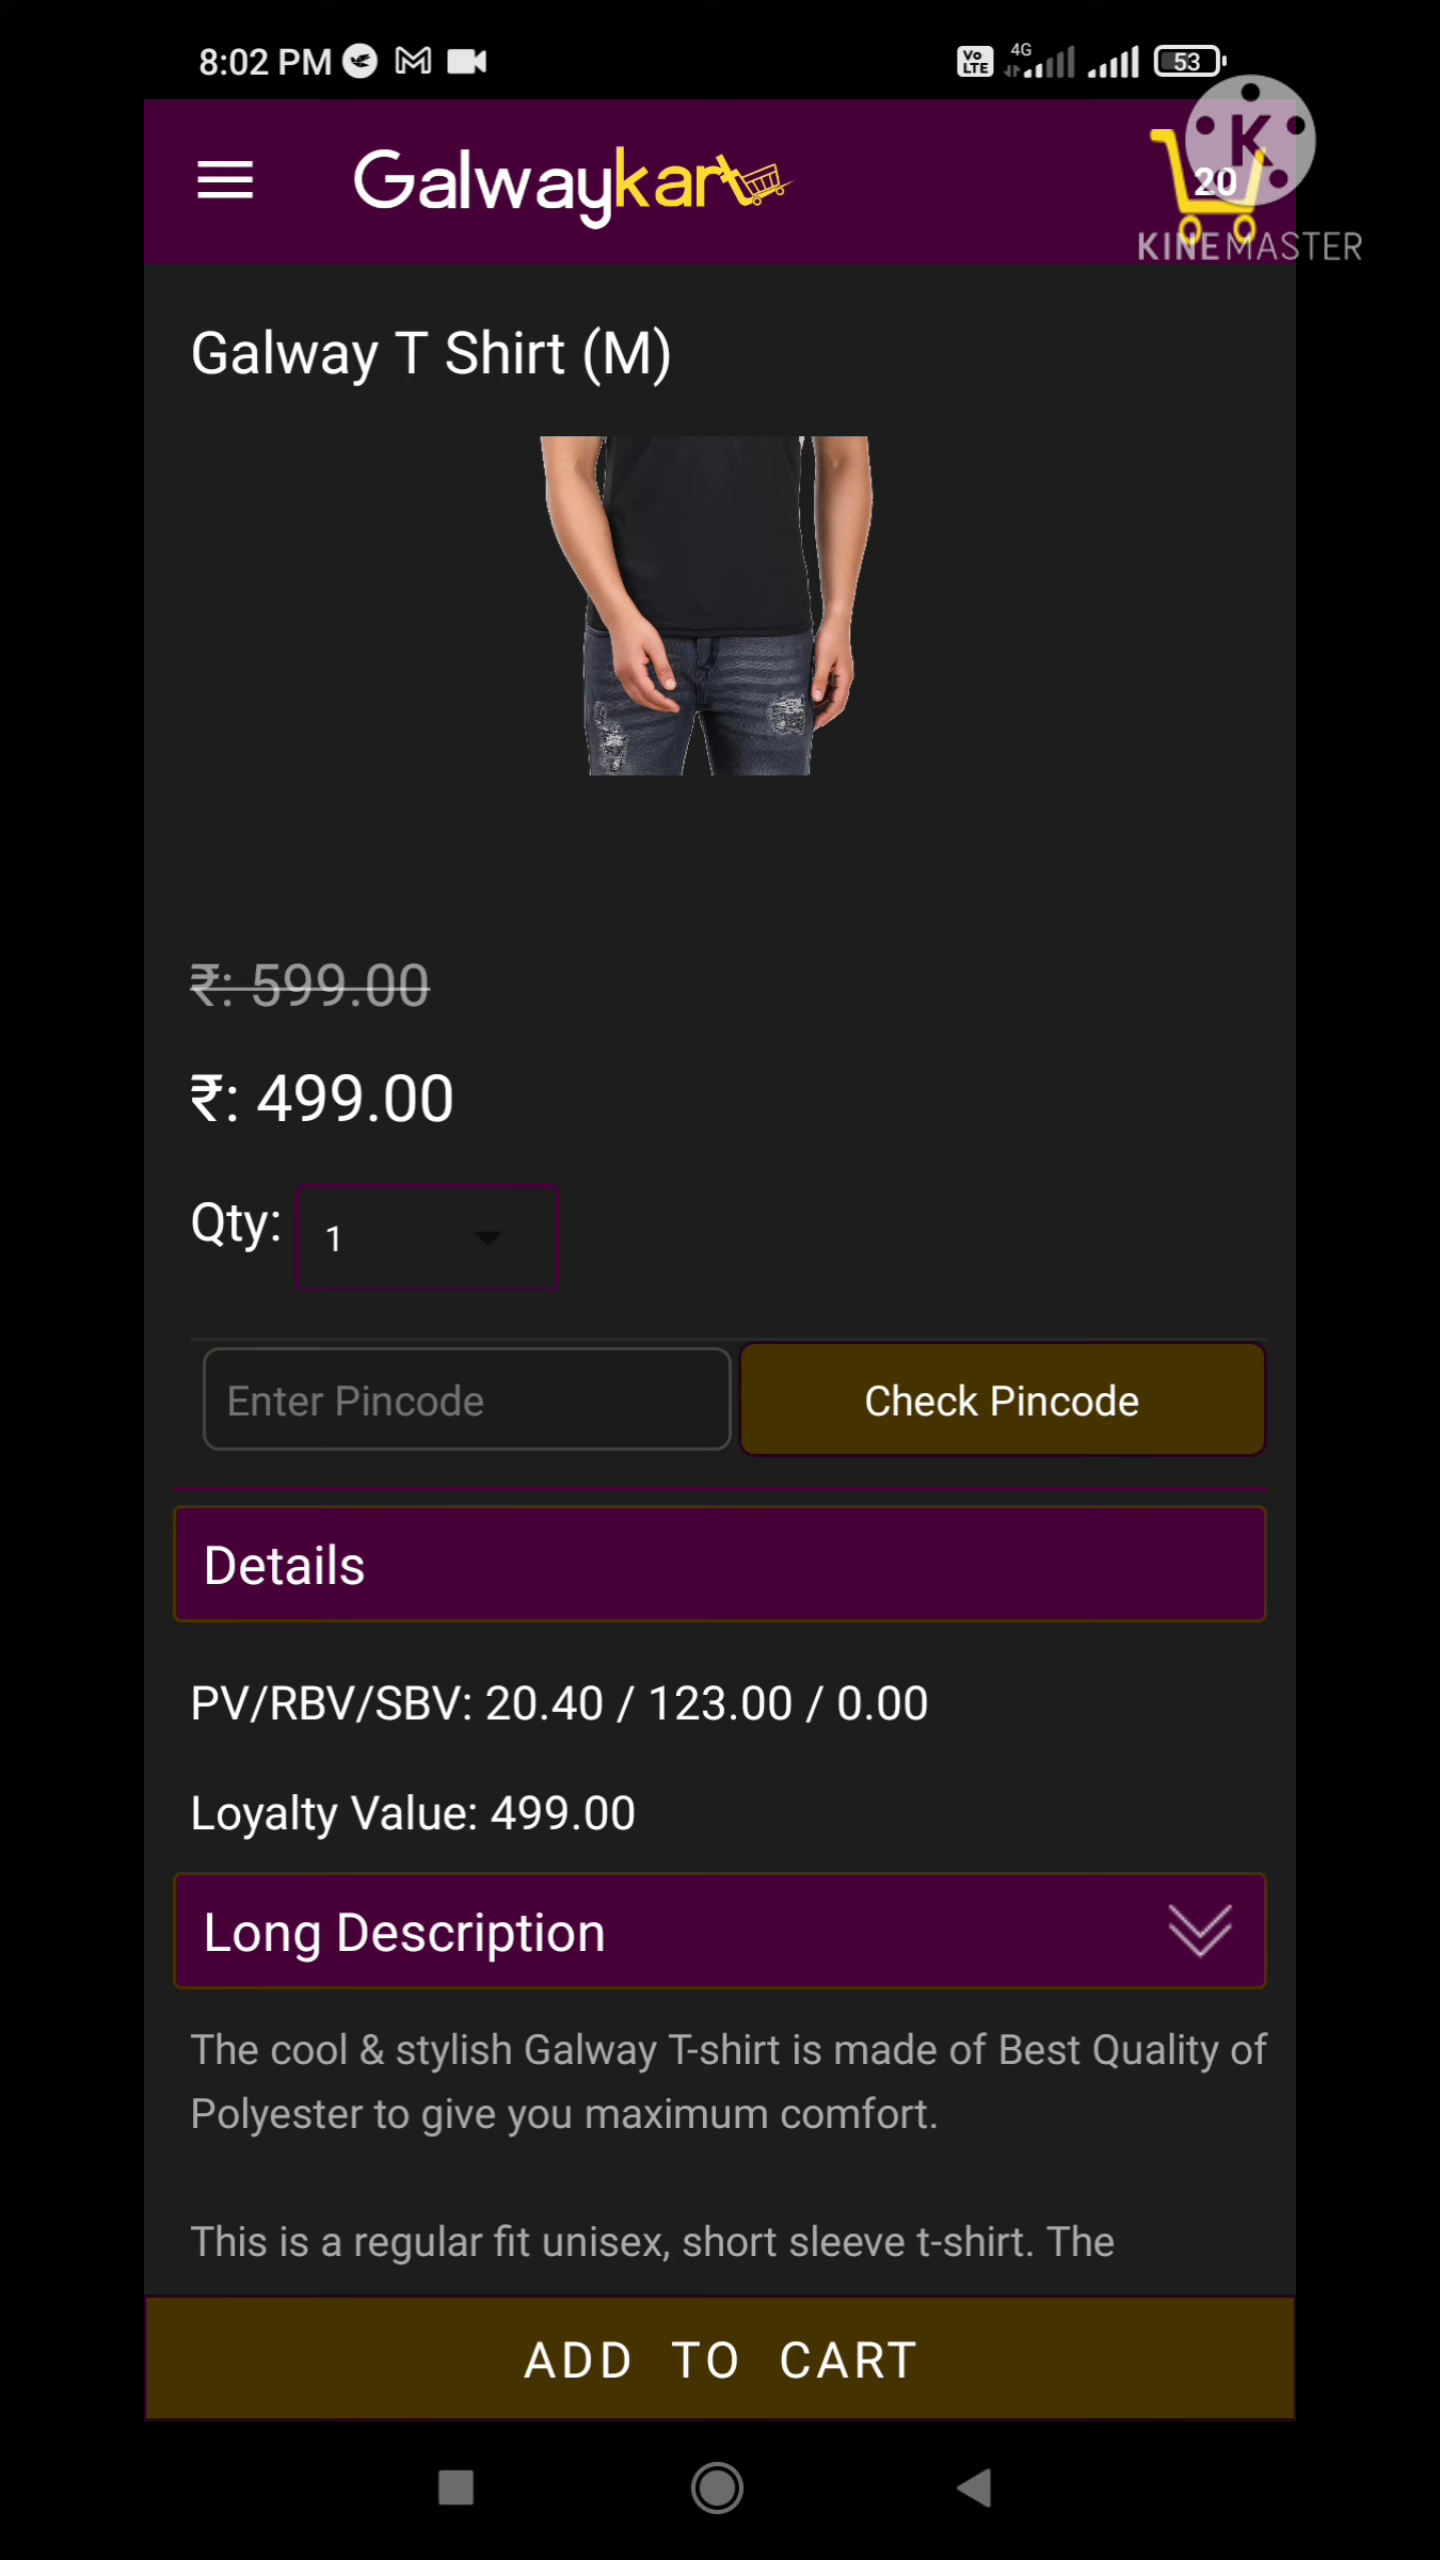 8:02 PM
Vo LTE 4G 53
Galwaykart
20
K
KINEMASTER
Galway T Shirt (M)
₹: 599.00
₹: 499.00
Qty: 1
Enter Pincode Check Pincode
Details
PV/RBV/SBV: 20.40 / 123.00 / 0.00
Loyalty Value: 499.00
Long Description
The cool & stylish Galway T-shirt is made of Best Quality of
Polyester to give you maximum comfort.
This is a regular fit unisex, short sleeve t-shirt. The
ADD TO CART